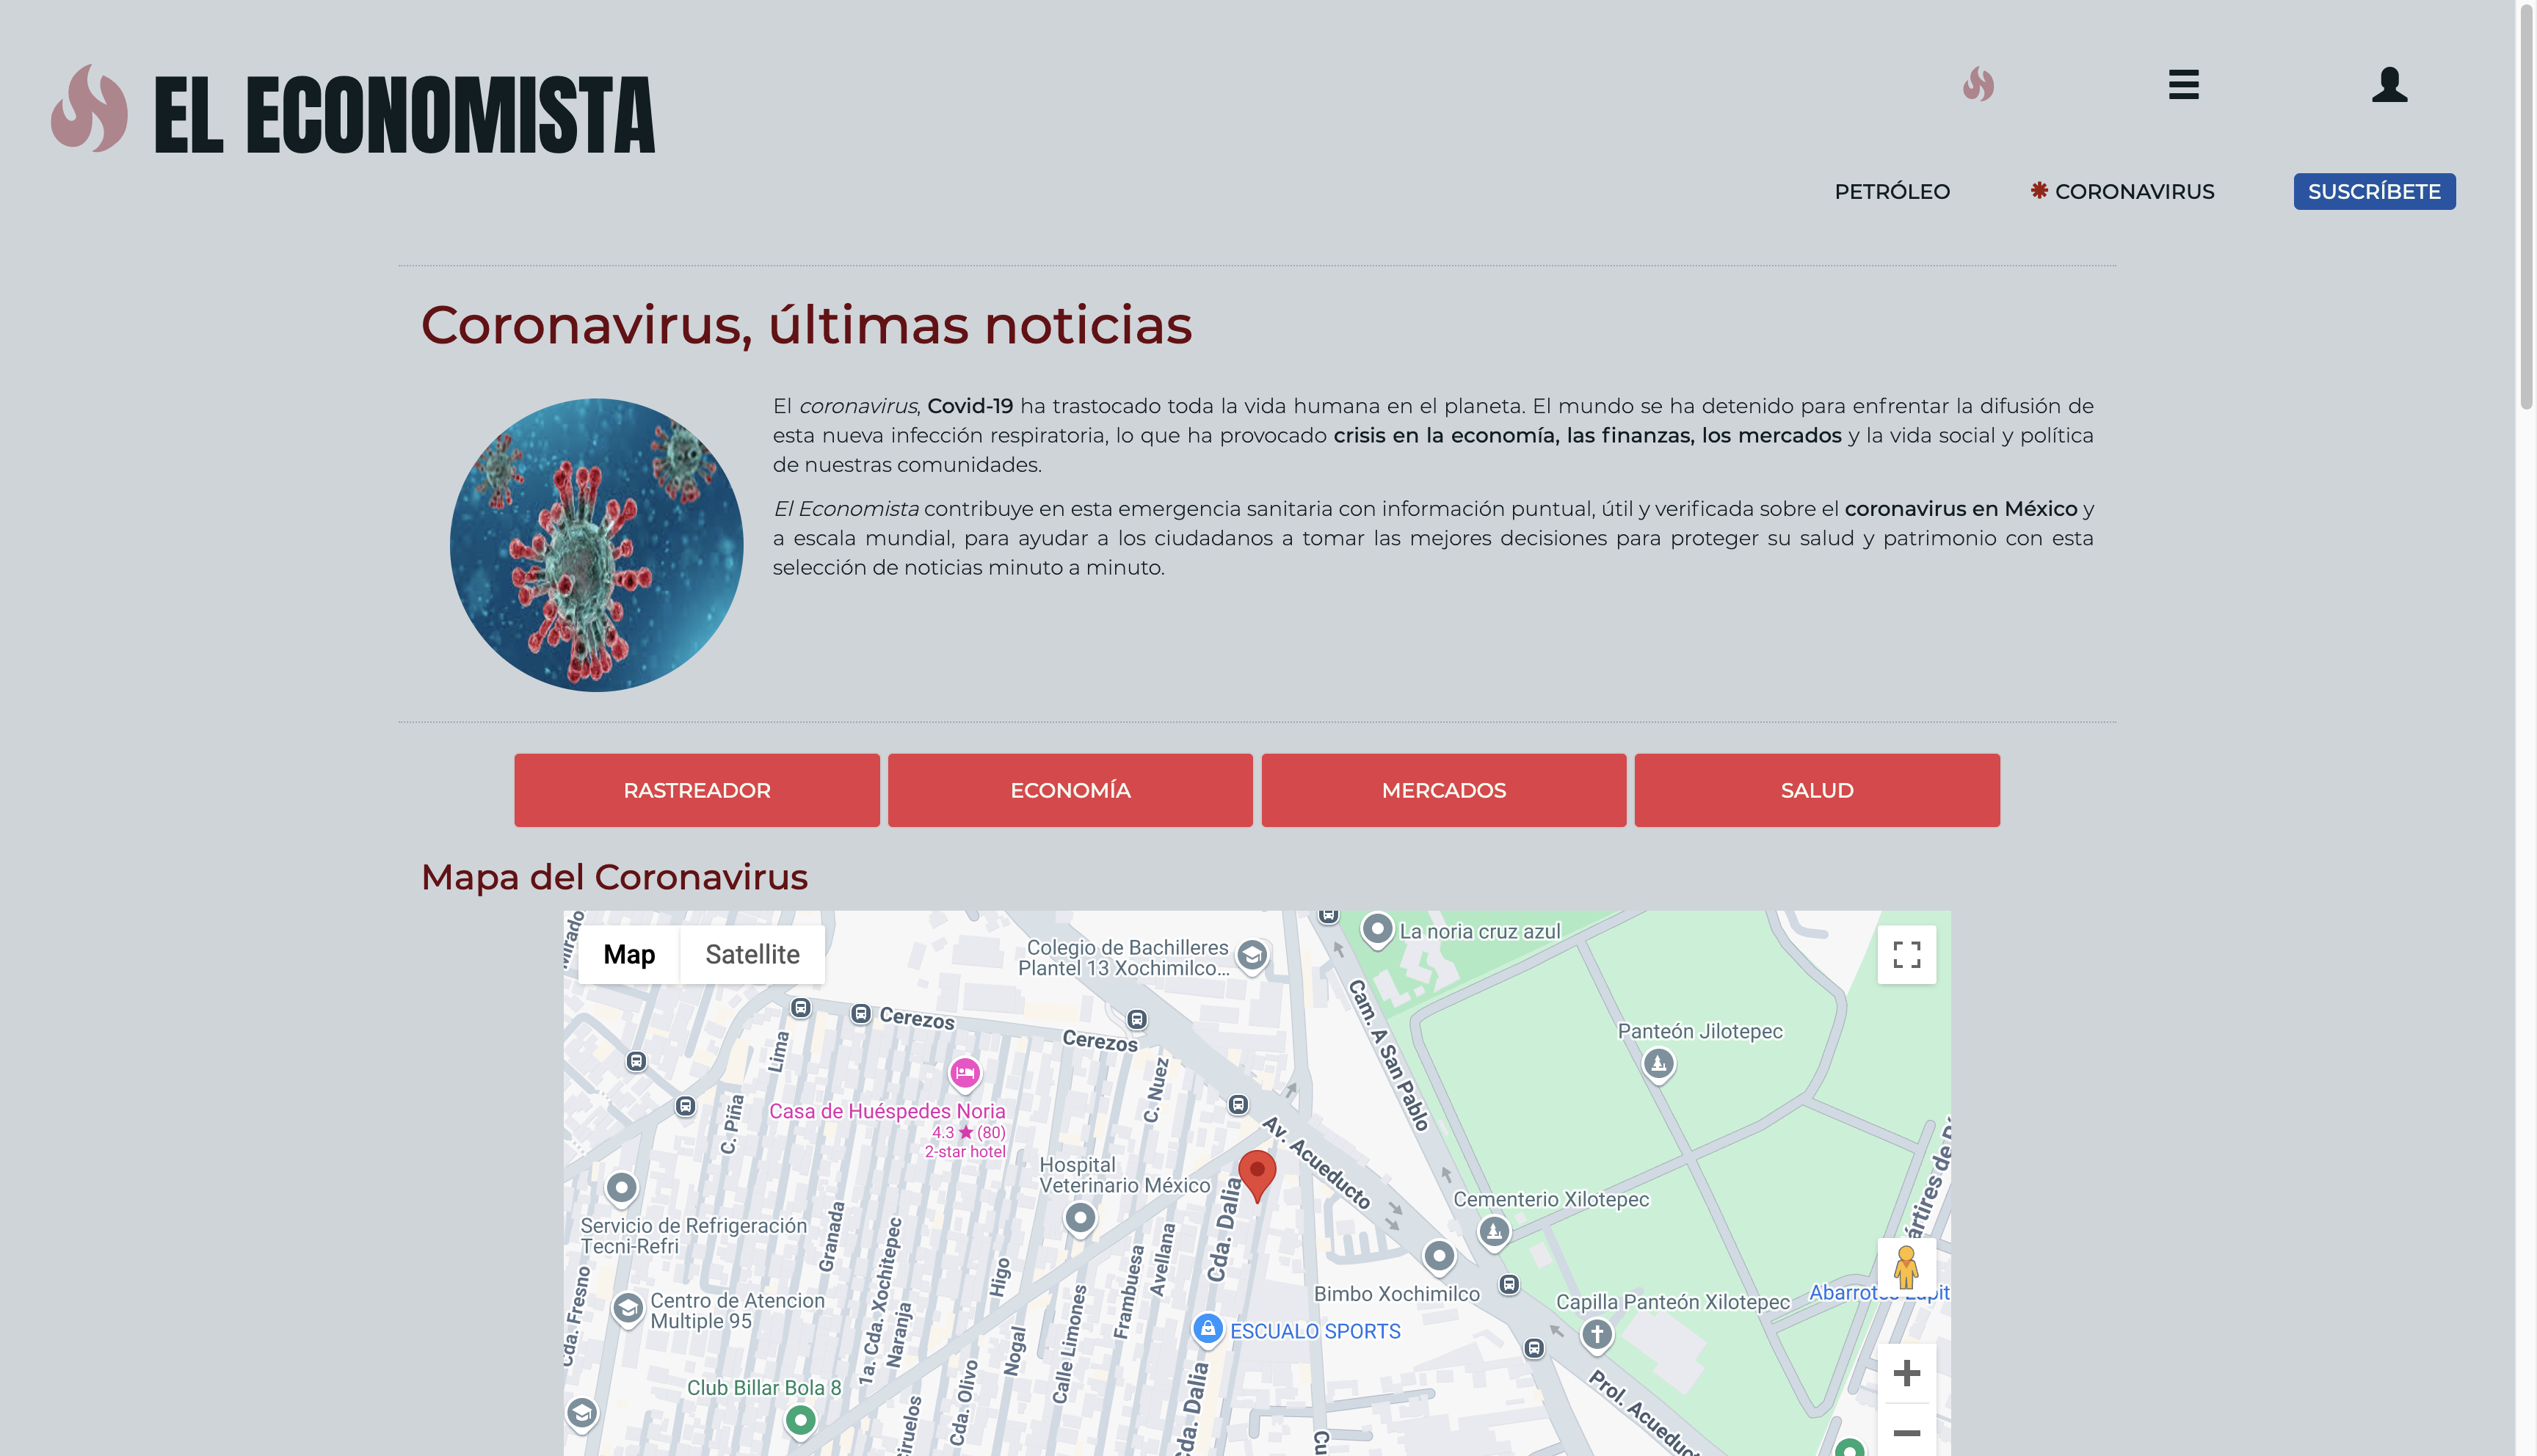 EL ECONOMISTA
PETRÓLEO
CORONAVIRUS
SUSCRÍBETE
Coronavirus, últimas noticias
El coronavirus, Covid-19 ha trastocado toda la vida humana en el planeta. El mundo se ha detenido para enfrentar la difusión de
esta nueva infección respiratoria, lo que ha provocado crisis en la economía, las finanzas, los mercados y la vida social y política
de nuestras comunidades.
El Economista contribuye en esta emergencia sanitaria con información puntual, útil y verificada sobre el coronavirus en México y
a escala mundial, para ayudar a los ciudadanos a tomar las mejores decisiones para proteger su salud y patrimonio con esta
selección de noticias minuto a minuto.
RASTREADOR
ECONOMÍA
MERCADOS
SALUD
Mapa del Coronavirus
Map
Satellite
Colegio de Bachilleres
Plantel 13 Xochimilco...
La noria cruz azul
Cerezos
Cerezos
Lima
C. Piña
C. Nuez
Cam. A San Pablo
Panteón Jilotepec
Casa de Huéspedes Noria
4.3 ★ (80)
2-star hotel
Av. Acueducto
Hospital
Veterinario México
Cda. Dalia
Cementerio Xilotepec
Servicio de Refrigeración
Tecni-Refri
Granada
1a. Cda. Xochitepec
Naranja
Higo
Frambuesa
Avellana
Bimbo Xochimilco
Capilla Panteón Xilotepec
Centro de Atencion
Multiple 95
Cda. Fresno
Nogal
Calle Limones
ESCUALO SPORTS
Club Billar Bola 8
Cda. Olivo
Cda. Dalia